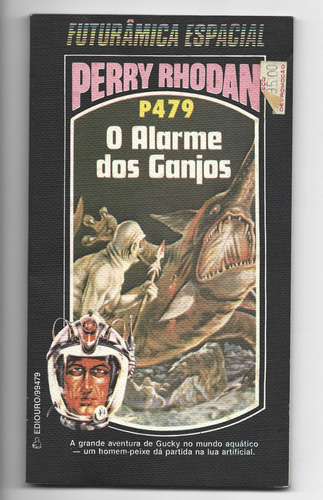 FUTURÂMICA ESPACIAL
PERRY RHODAN
95,00
P479
O Alarme
dos Ganjos
EDIOURO/99479
A grande aventura de Gucky no mundo aquático
— um homem-peixe dá partida na lua artificial.